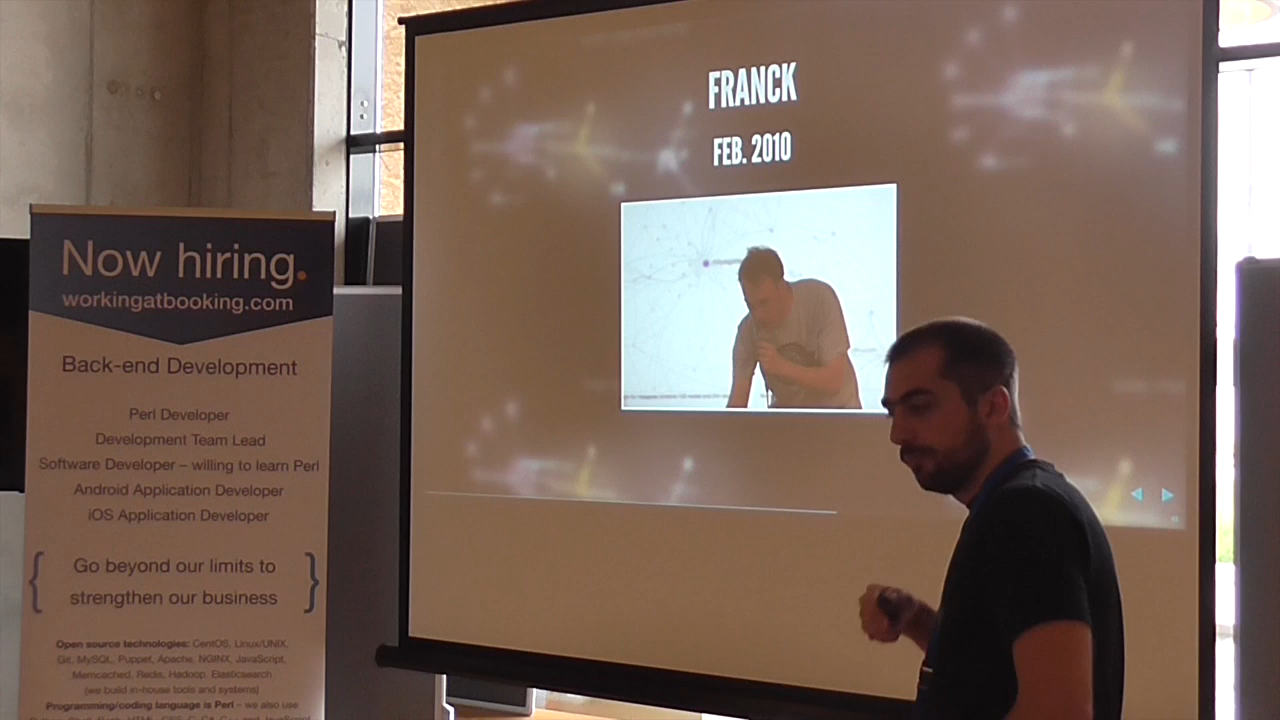 Now hiring.
workingatbooking.com
Back-end Development
Perl Developer
Development Team Lead
Software Developer – willing to learn Perl
Android Application Developer
iOS Application Developer
{ Go beyond our limits to
strengthen our business }
Open source technologies: CentOS, Linux/UNIX,
Git, MySQL, Puppet, Apache, NGINX, JavaScript,
Memcached, Redis, Hadoop, Elasticsearch
(we build in-house tools and systems)
Programming/coding language is Perl – we also use
FRANCK
FEB. 2010